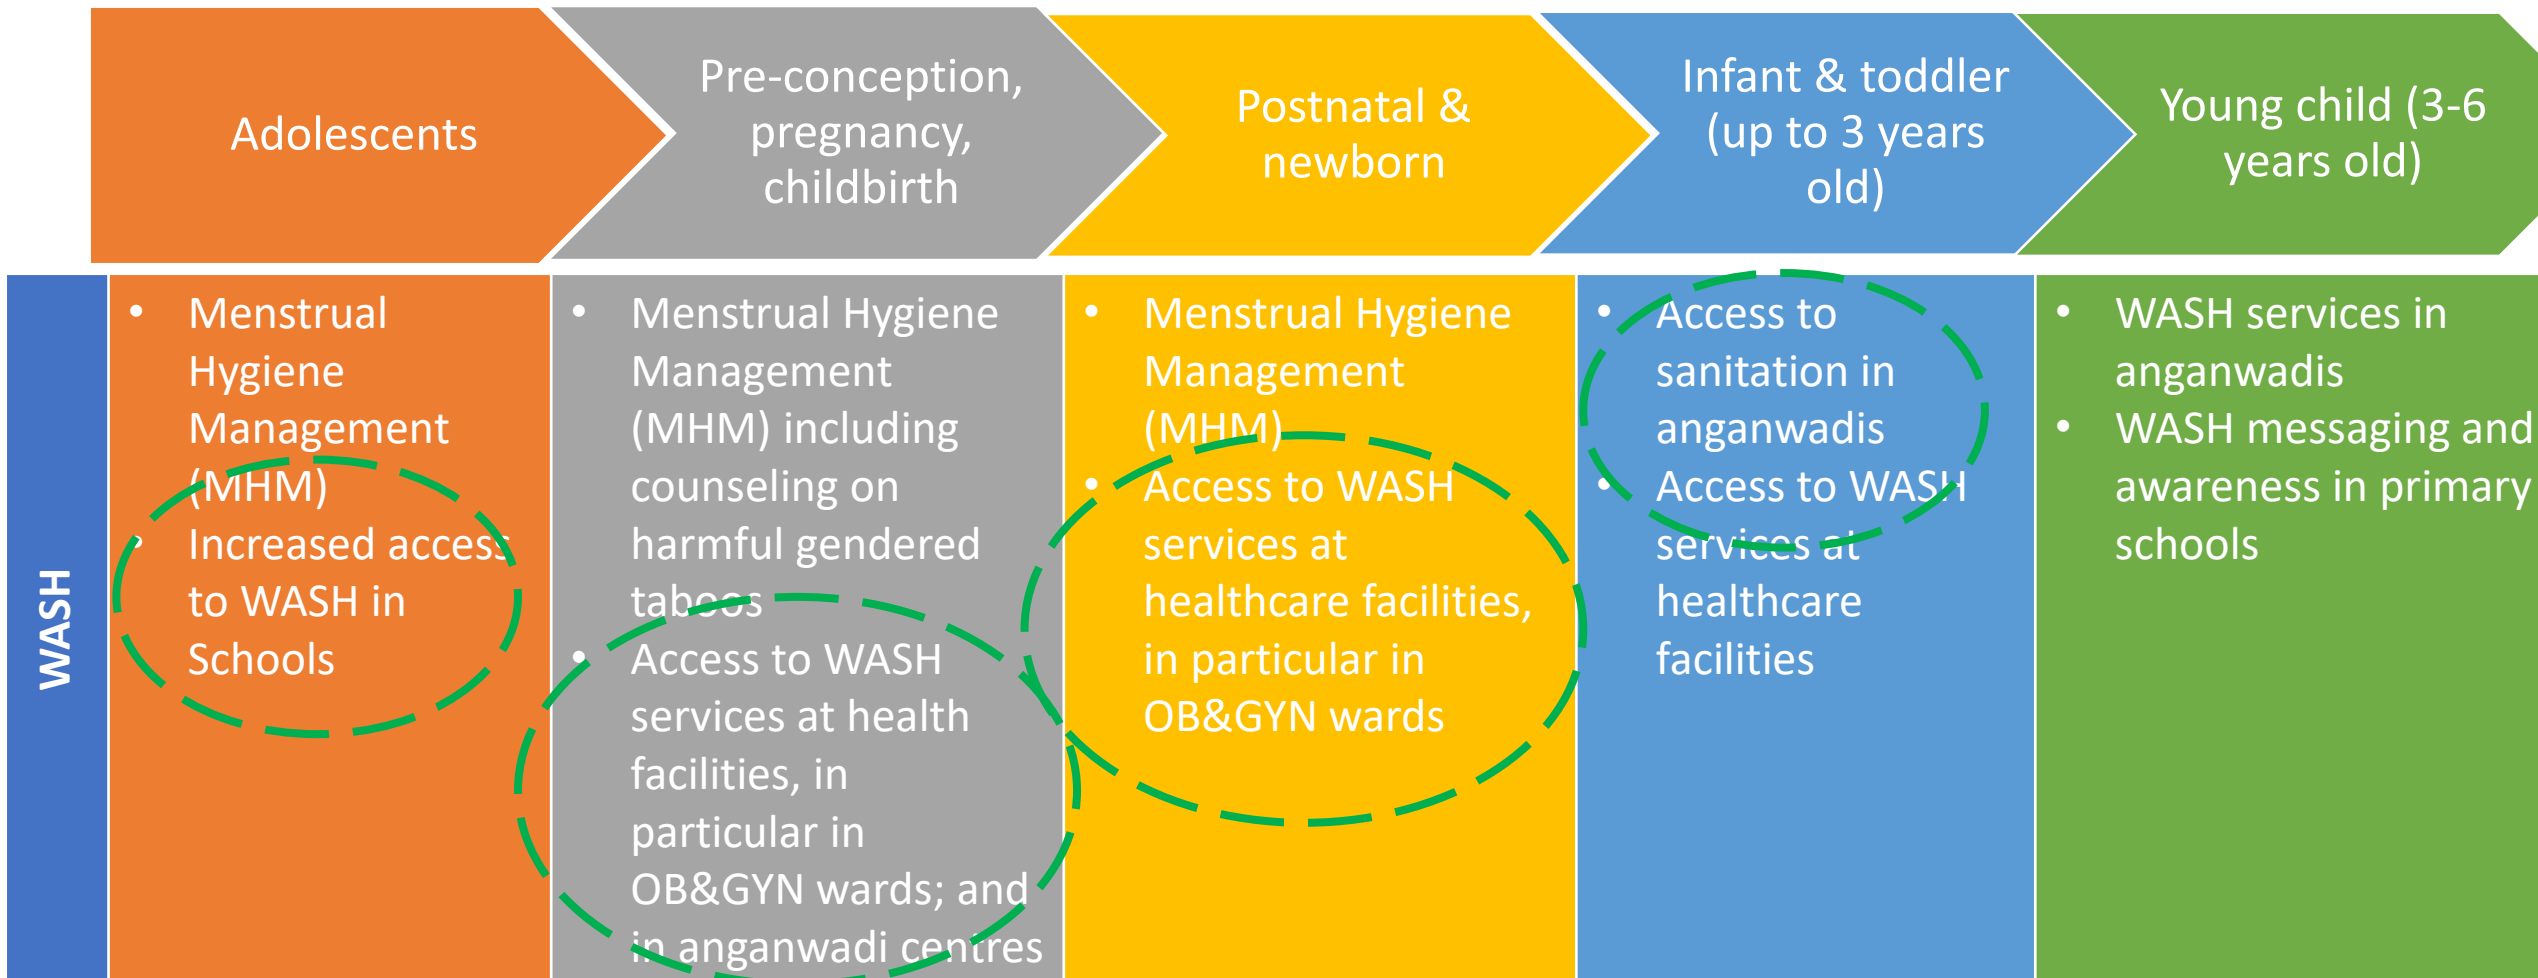 Adolescents
Pre-conception,
pregnancy,
childbirth
Postnatal &
newborn
Infant & toddler
(up to 3 years
old)
Young child (3-6
years old)
WASH
• Menstrual
Hygiene
Management
(MHM)
• Increased access
to WASH in
Schools
• Menstrual Hygiene
Management
(MHM) including
counseling on
harmful gendered
taboos
• Access to WASH
services at health
facilities, in
particular in
OB&GYN wards; and
in anganwadi centres
• Menstrual Hygiene
Management
(MHM)
• Access to WASH
services at
healthcare facilities,
in particular in
OB&GYN wards
• Access to
sanitation in
anganwadis
• Access to WASH
services at
healthcare
facilities
• WASH services in
anganwadis
• WASH messaging and
awareness in primary
schools